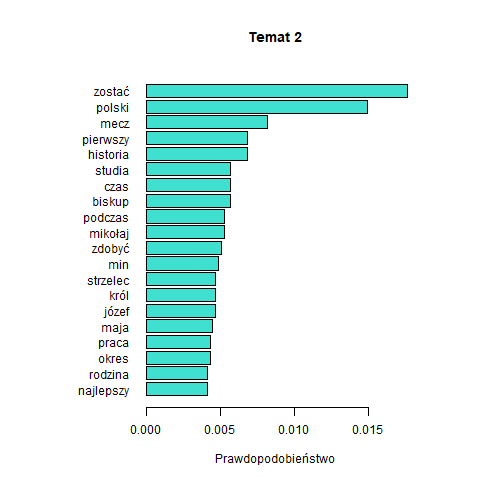 Temat 2
zostać
polski
mecz
pierwszy
historia
studia
czas
biskup
podczas
mikołaj
zdobyć
min
strzelec
król
józef
maja
praca
okres
rodzina
najlepszy
0.000 0.005 0.010 0.015
Prawdopodobieństwo